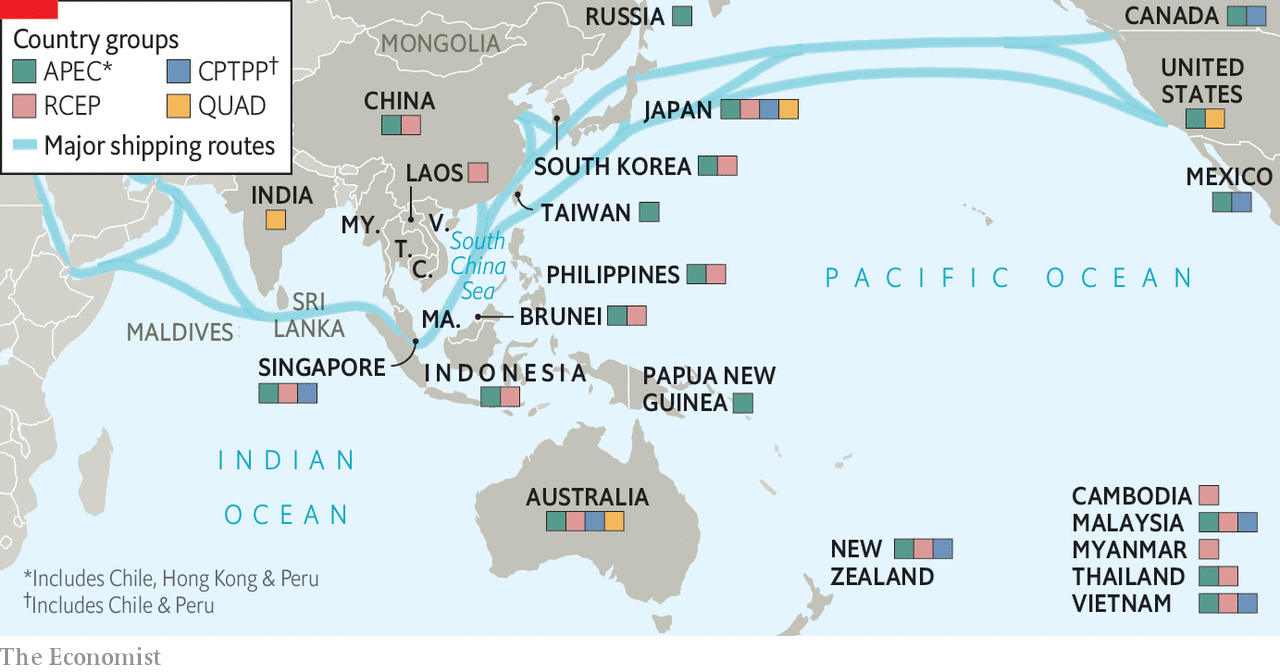 Country groups
APEC* CPTPP†
RCEP QUAD
Major shipping routes
RUSSIA
CANADA
MONGOLIA
UNITED
STATES
CHINA
JAPAN
SOUTH KOREA
LAOS
MEXICO
INDIA
TAIWAN
MY.
V.
T.
C.
South
China
Sea
PHILIPPINES
PACIFIC OCEAN
SRI
LANKA
MALDIVES
MA.
BRUNEI
SINGAPORE
INDONESIA
PAPUA NEW
GUINEA
INDIAN
OCEAN
AUSTRALIA
NEW
ZEALAND
CAMBODIA
MALAYSIA
MYANMAR
THAILAND
VIETNAM
*Includes Chile, Hong Kong & Peru
†Includes Chile & Peru
The Economist